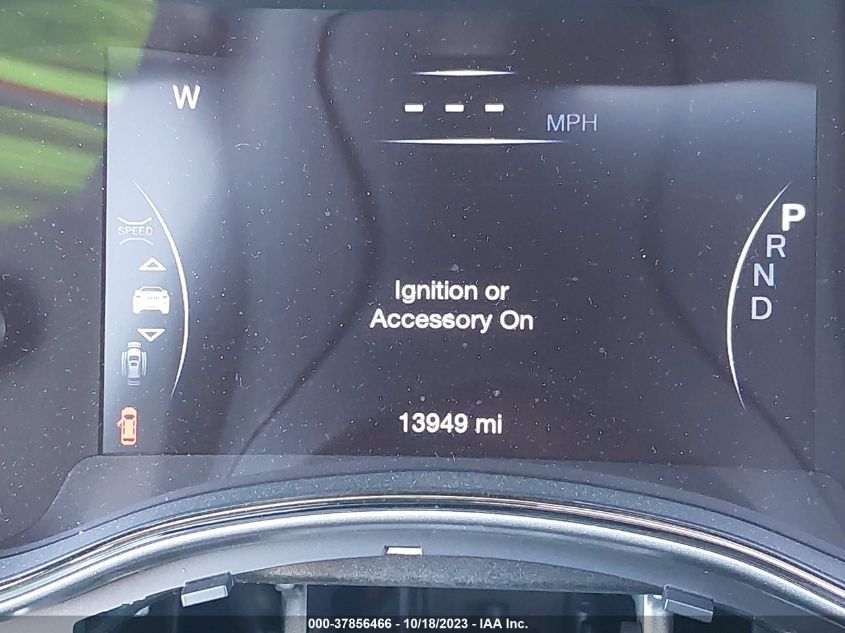 W
- - -
MPH
SPEED
P
R
N
D
Ignition or
Accessory On
13949 mi
000-37856466 - 10/18/2023 - IAA Inc.